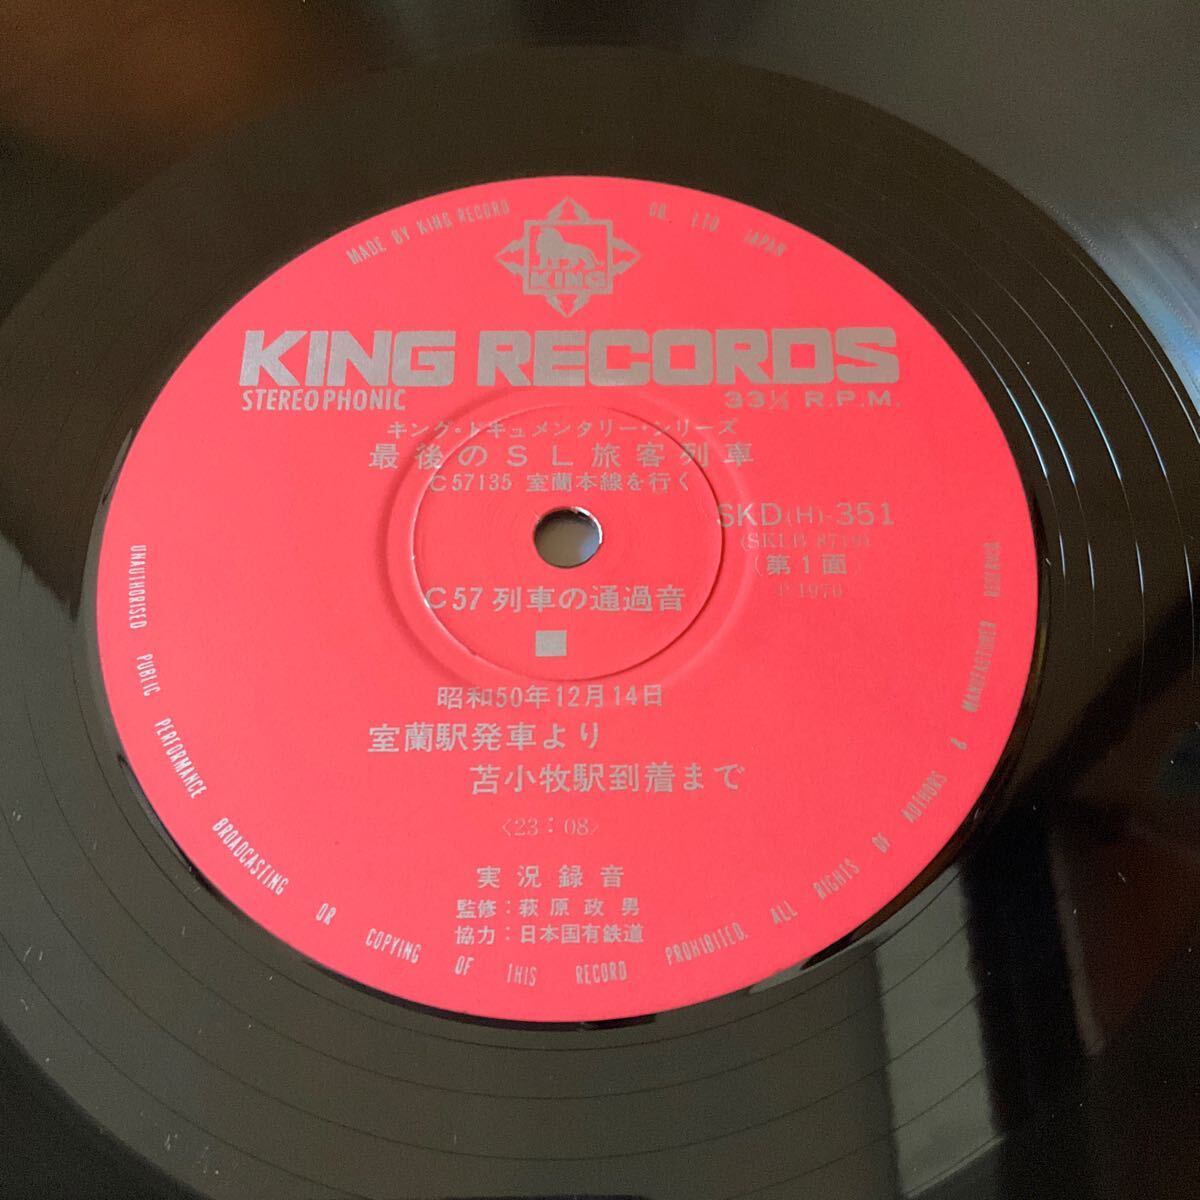 MADE BY KING RECORD CO. LTD JAPAN
KING
KING RECORDS
STEREOPHONIC 33⅓ R.P.M.
キング・ドキュメンタリー・シリーズ
最後のSL旅客列車
C57135 室蘭本線を行く
SKD(H)-351
(第1面)
P.1976
C57 列車の通過音
昭和50年12月14日
室蘭駅発車より
苫小牧駅到着まで
<23:08>
実況録音
監修:萩原政男
協力:日本国有鉄道
UNAUTHORISED PUBLIC PERFORMANCE BROADCASTING OR COPYING OF THIS RECORD PROHIBITED. ALL RIGHTS OF AUTHORS & MANUFACTURER RESERVED